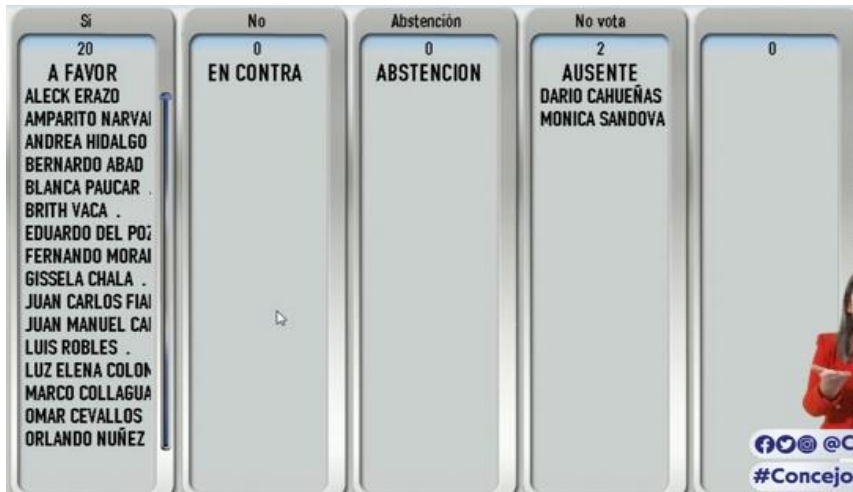 Si
20
A FAVOR
ALECK ERAZO
AMPARITO NARVAI
ANDREA HIDALGO
BERNARDO ABAD
BLANCA PAUCAR .
BRITH VACA .
EDUARDO DEL POZ
FERNANDO MORAI
GISSELA CHALA .
JUAN CARLOS FIAI
JUAN MANUEL CAI
LUIS ROBLES .
LUZ ELENA COLON
MARCO COLLAGUA
OMAR CEVALLOS
ORLANDO NUÑEZ
No
0
EN CONTRA
Abstención
0
ABSTENCION
No vota
2
AUSENTE
DARIO CAHUEÑAS
MONICA SANDOVA
0
@C
#Concejo